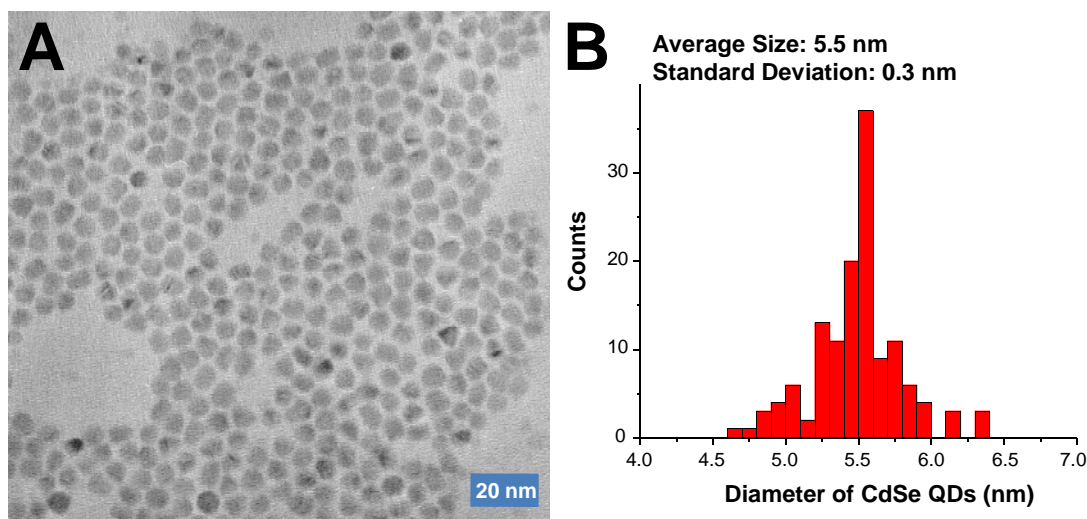 A
20 nm
B
Average Size: 5.5 nm
Standard Deviation: 0.3 nm
Counts
30
20
10
0
4.0 4.5 5.0 5.5 6.0 6.5 7.0
Diameter of CdSe QDs (nm)